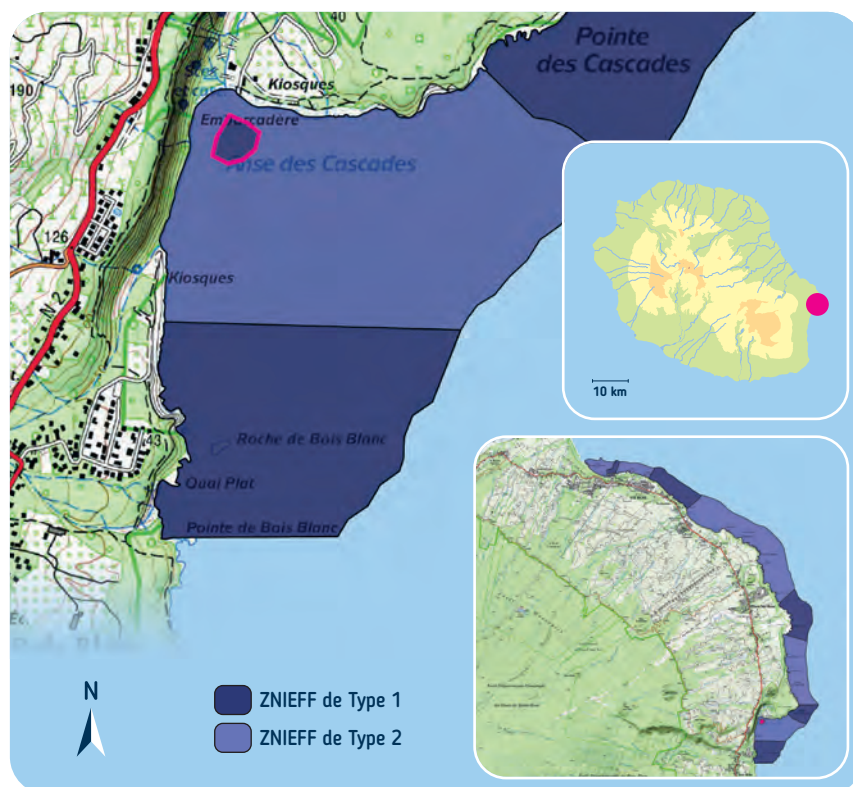 40
Pointe
des Cascades
190
Kiosques
Embarcadère
Anse des Cascades
126
Kiosques
N 2
10 km
43
Roche de Bois Blanc
Quai Plat
Pointe de Bois Blanc
N
ZNIEFF de Type 1
ZNIEFF de Type 2